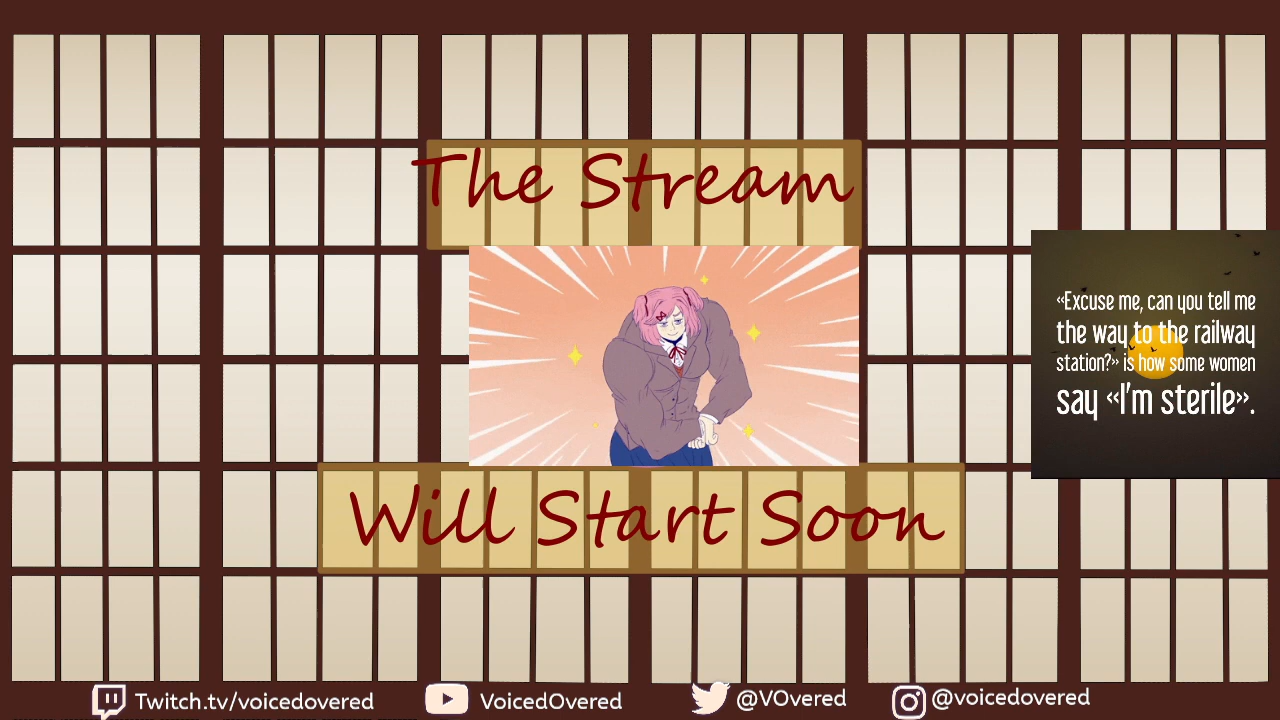 The Stream
«Excuse me, can you tell me
the way to the railway
station?» is how some women
say «I'm sterile».
Will Start Soon
Twitch.tv/voicedovered
VoicedOvered
@VOvered
@voicedovered